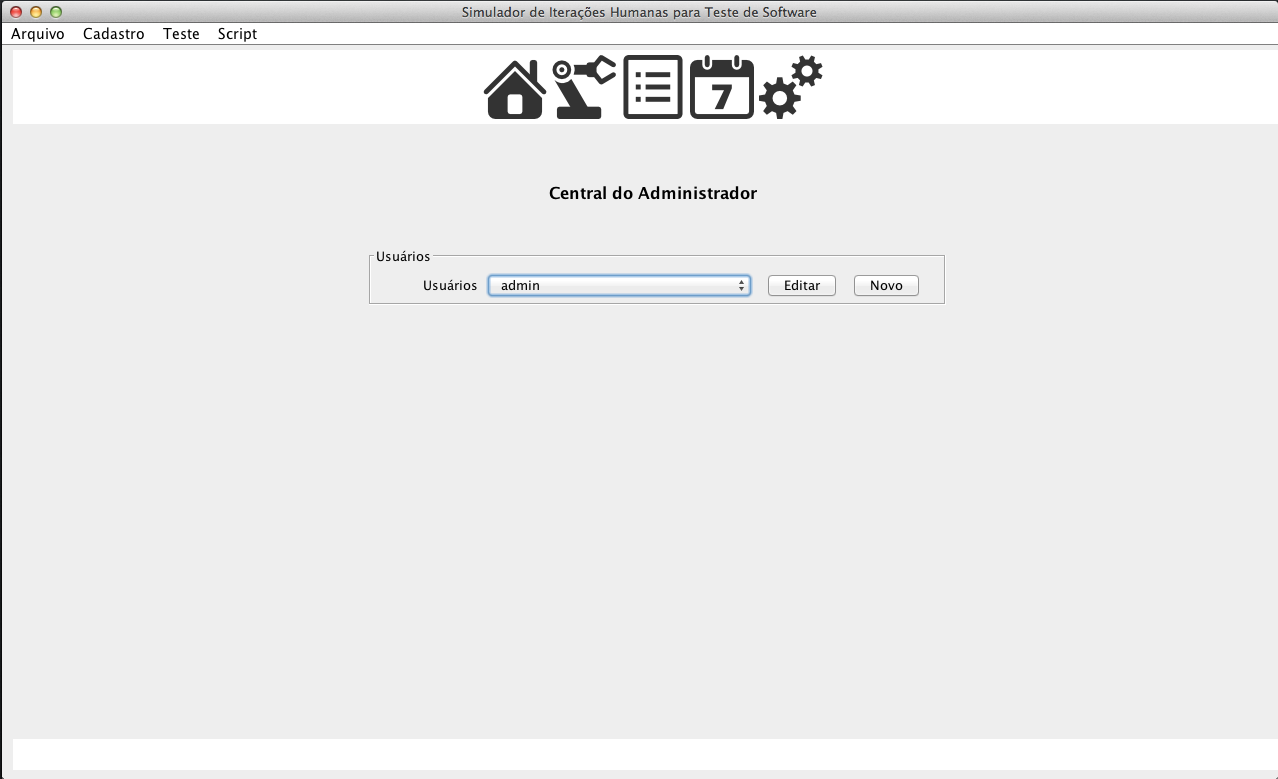 Simulador de Iterações Humanas para Teste de Software
Arquivo Cadastro Teste Script
7
Central do Administrador
Usuários
Usuários admin Editar Novo